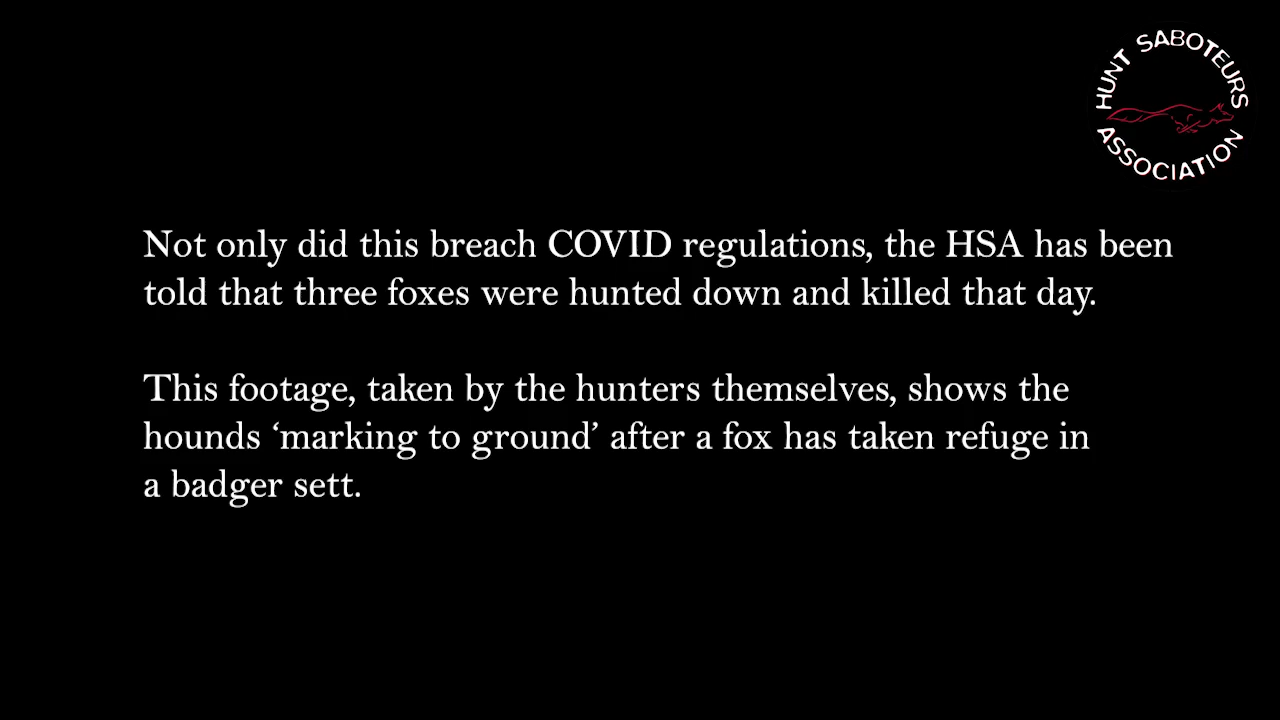 HUNT SABOTEURS
ASSOCIATION
Not only did this breach COVID regulations, the HSA has been
told that three foxes were hunted down and killed that day.
This footage, taken by the hunters themselves, shows the
hounds ‘marking to ground’ after a fox has taken refuge in
a badger sett.